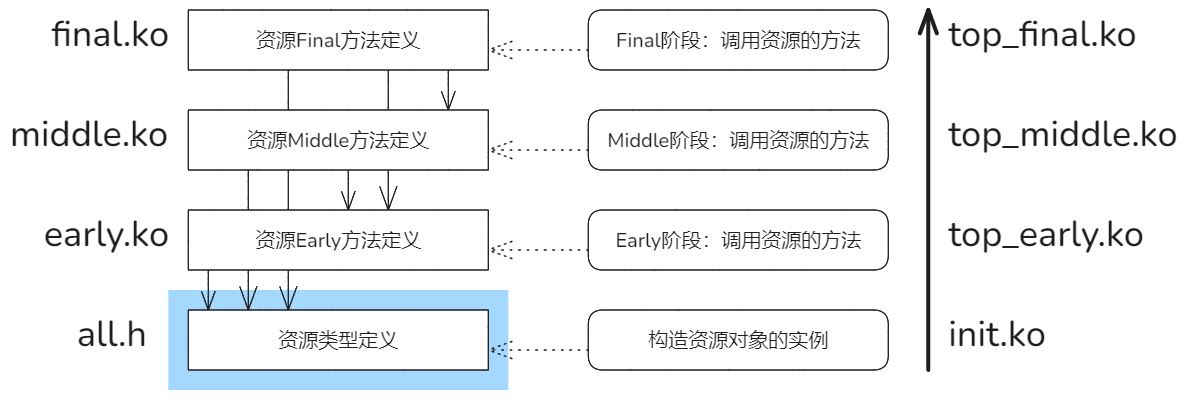 final.ko
资源Final方法定义
Final阶段：调用资源的方法
top_final.ko
middle.ko
资源Middle方法定义
Middle阶段：调用资源的方法
top_middle.ko
early.ko
资源Early方法定义
Early阶段：调用资源的方法
top_early.ko
all.h
资源类型定义
构造资源对象的实例
init.ko